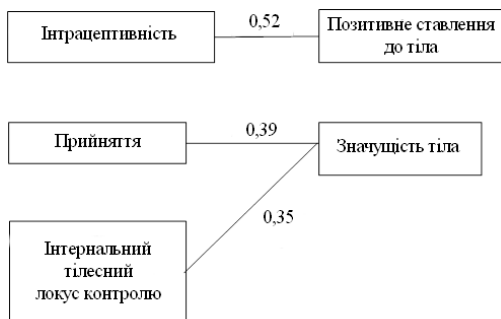 Інтрацептивність
0,52
Позитивне ставлення
до тіла
Прийняття
0,39
Значущість тіла
0,35
Інтернальний
тілесний
локус контролю